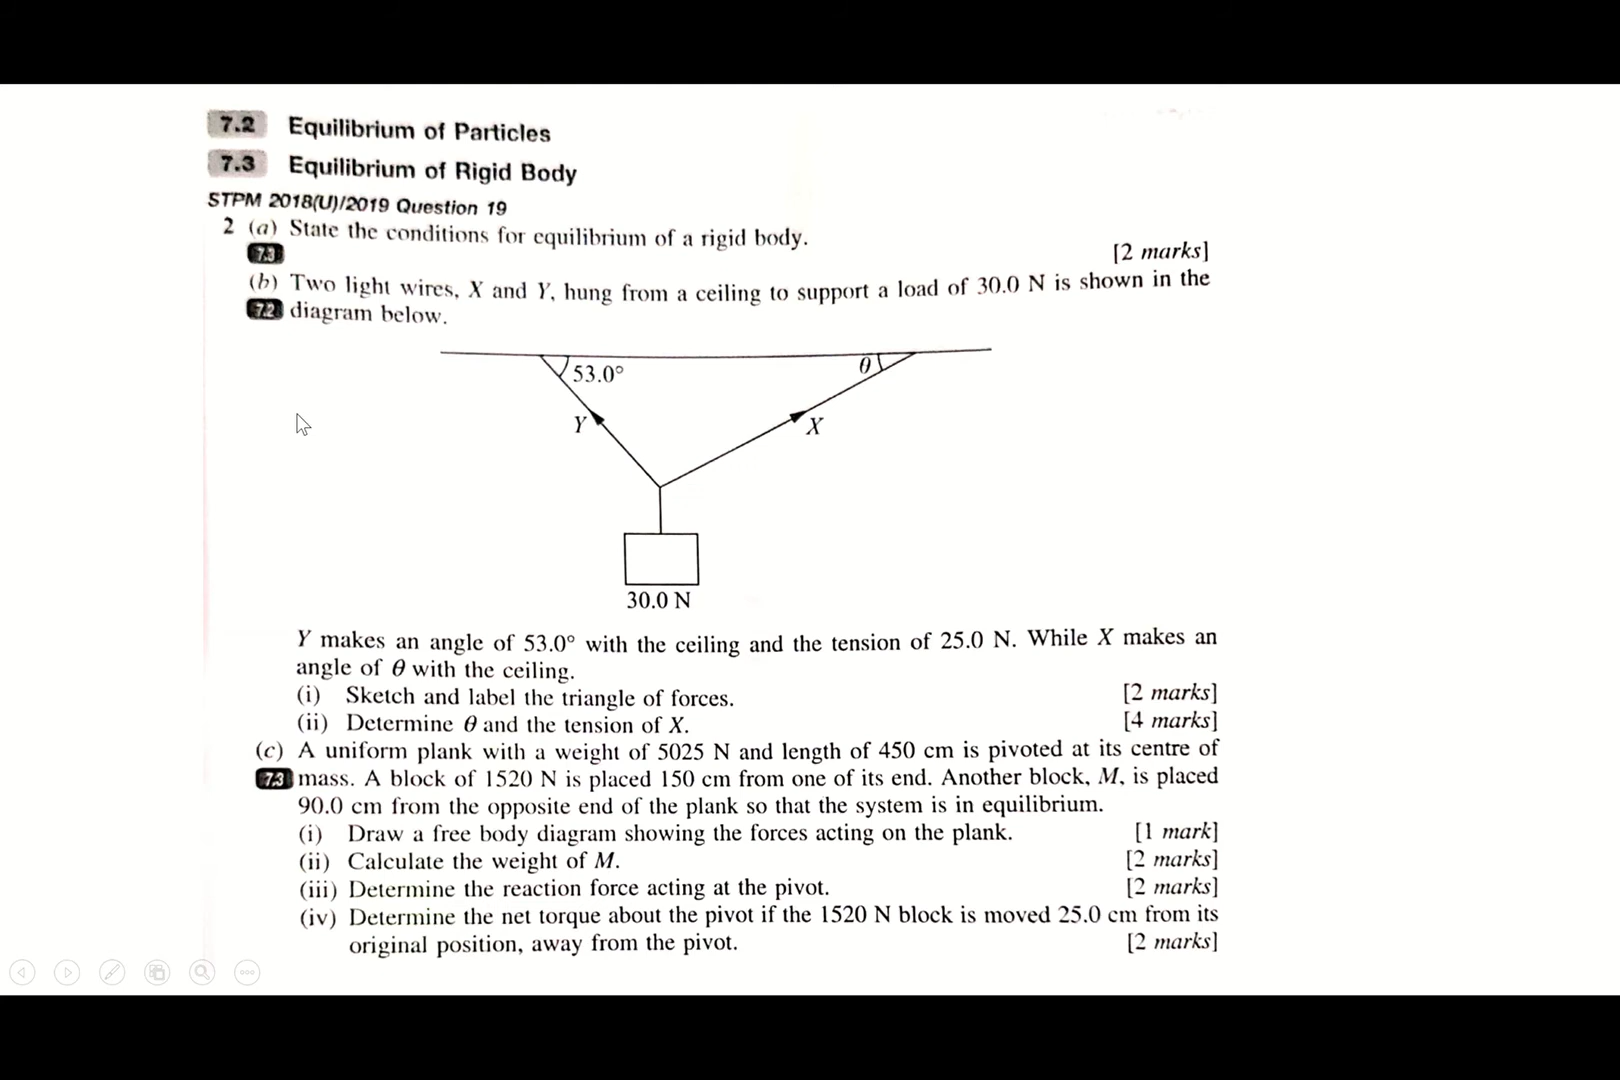 7.2 Equilibrium of Particles
7.3 Equilibrium of Rigid Body
STPM 2018(U)/2019 Question 19
2 (a) State the conditions for equilibrium of a rigid body.
7.3 [2 marks]
(b) Two light wires, X and Y, hung from a ceiling to support a load of 30.0 N is shown in the
7.2 diagram below.
53.0° θ
Y X
30.0 N
Y makes an angle of 53.0° with the ceiling and the tension of 25.0 N. While X makes an
angle of θ with the ceiling.
(i) Sketch and label the triangle of forces. [2 marks]
(ii) Determine θ and the tension of X. [4 marks]
(c) A uniform plank with a weight of 5025 N and length of 450 cm is pivoted at its centre of
7.3 mass. A block of 1520 N is placed 150 cm from one of its end. Another block, M, is placed
90.0 cm from the opposite end of the plank so that the system is in equilibrium.
(i) Draw a free body diagram showing the forces acting on the plank. [1 mark]
(ii) Calculate the weight of M. [2 marks]
(iii) Determine the reaction force acting at the pivot. [2 marks]
(iv) Determine the net torque about the pivot if the 1520 N block is moved 25.0 cm from its
original position, away from the pivot. [2 marks]